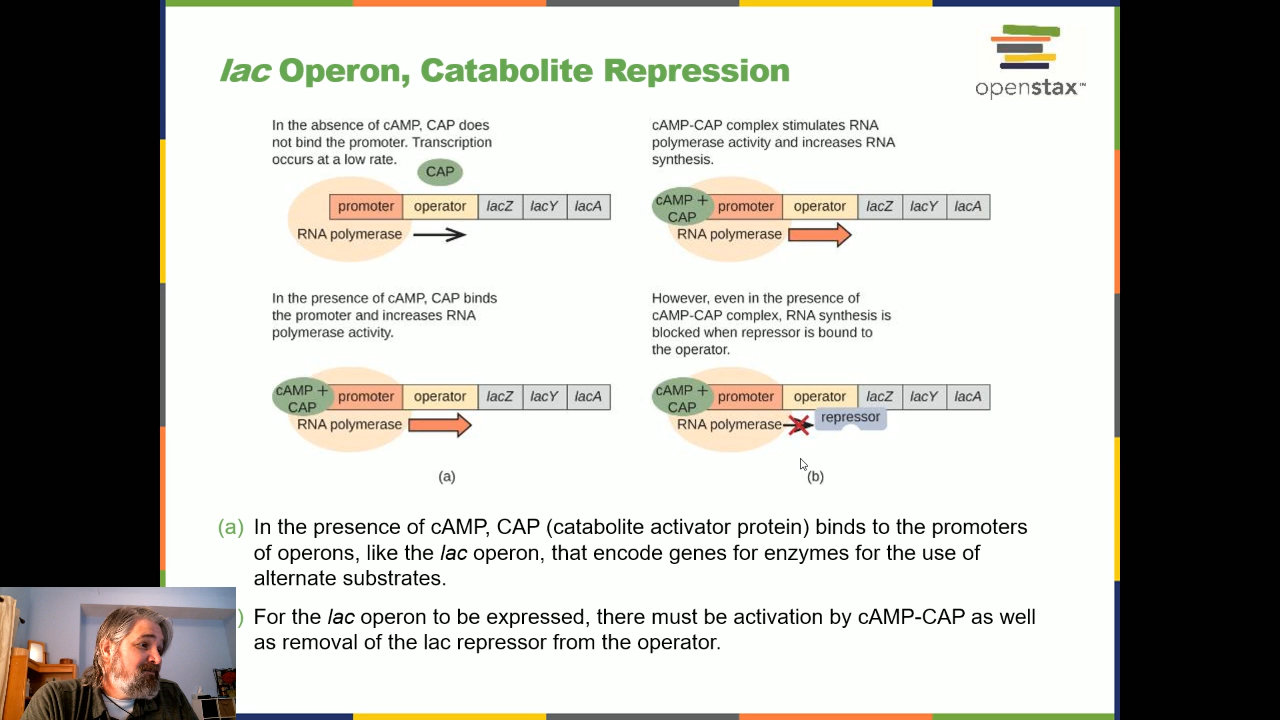 lac Operon, Catabolite Repression
openstax™
In the absence of cAMP, CAP does
not bind the promoter. Transcription
occurs at a low rate.
CAP
promoter operator lacZ lacY lacA
RNA polymerase
cAMP-CAP complex stimulates RNA
polymerase activity and increases RNA
synthesis.
cAMP +
CAP
promoter operator lacZ lacY lacA
RNA polymerase
In the presence of cAMP, CAP binds
the promoter and increases RNA
polymerase activity.
cAMP +
CAP
promoter operator lacZ lacY lacA
RNA polymerase
(a)
However, even in the presence of
cAMP-CAP complex, RNA synthesis is
blocked when repressor is bound to
the operator.
cAMP +
CAP
promoter operator lacZ lacY lacA
RNA polymerase
repressor
(b)
(a) In the presence of cAMP, CAP (catabolite activator protein) binds to the promoters
of operons, like the lac operon, that encode genes for enzymes for the use of
alternate substrates.
) For the lac operon to be expressed, there must be activation by cAMP-CAP as well
as removal of the lac repressor from the operator.